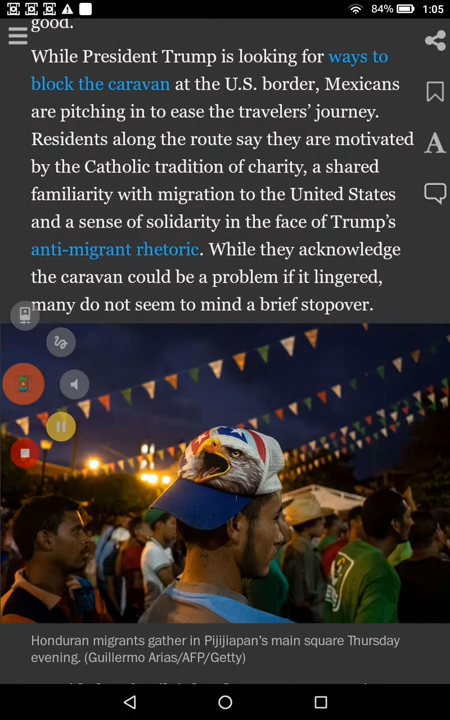 84% 1:05
good."
While President Trump is looking for ways to
block the caravan at the U.S. border, Mexicans
are pitching in to ease the travelers’ journey.
Residents along the route say they are motivated
by the Catholic tradition of charity, a shared
familiarity with migration to the United States
and a sense of solidarity in the face of Trump’s
anti-migrant rhetoric. While they acknowledge
the caravan could be a problem if it lingered,
many do not seem to mind a brief stopover.
A
Honduran migrants gather in Pijijiapan’s main square Thursday
evening. (Guillermo Arias/AFP/Getty)